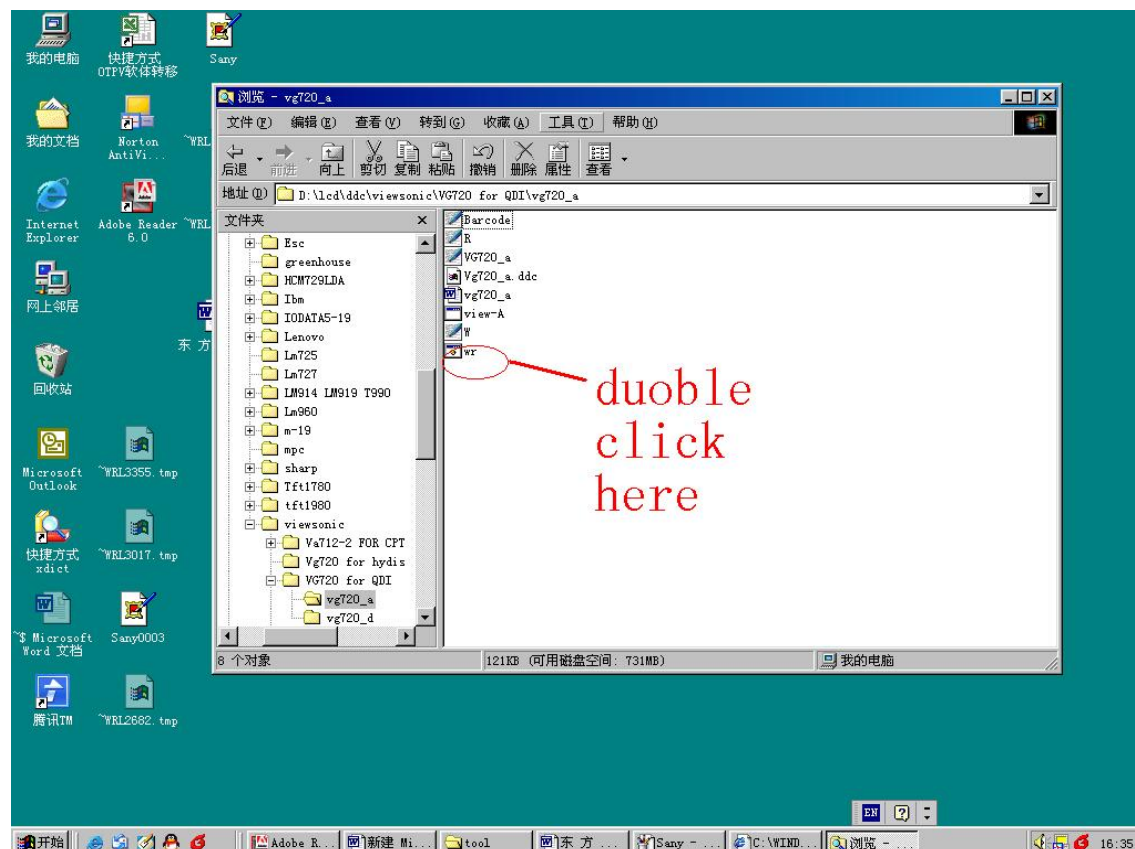 我的电脑
快捷方式
OTPV软体转移
Sany
我的文档
Norton
AntiVi...
~WRL
Internet
Explorer
Adobe Reader
6.0
~WRL
网上邻居
东 方
回收站
Microsoft
Outlook
~WRL3355.tmp
快捷方式
xdict
~WRL3017.tmp
~$ Microsoft
Word 文档
Sany0003
腾讯TM
~WRL2682.tmp
浏览 - vg720_a
文件(F) 编辑(E) 查看(V) 转到(G) 收藏(A) 工具(T) 帮助(H)
后退 前进 向上 剪切 复制 粘贴 撤销 删除 属性 查看
地址(D) D:\lcd\ddc\viewsonic\VG720 for QDI\vg720_a
文件夹
Esc
greenhouse
HCM729LDA
Ibm
IODATA5-19
Lenovo
Lm725
Lm727
LM914 LM919 T990
Lm960
m-19
mpc
sharp
Tft1780
tft1980
viewsonic
Va712-2 FOR CPT
Vg720 for hydis
VG720 for QDI
vg720_a
vg720_d
Barcode
R
VG720_a
Vg720_a.ddc
vg720_a
view-A
W
wr
duoble
click
here
8 个对象 121KB (可用磁盘空间: 731MB) 我的电脑
EN
开始 Adobe R... 新建 Mi... tool 东 方 ... Sany - ... C:\WIND... 浏览 - ... 16:35